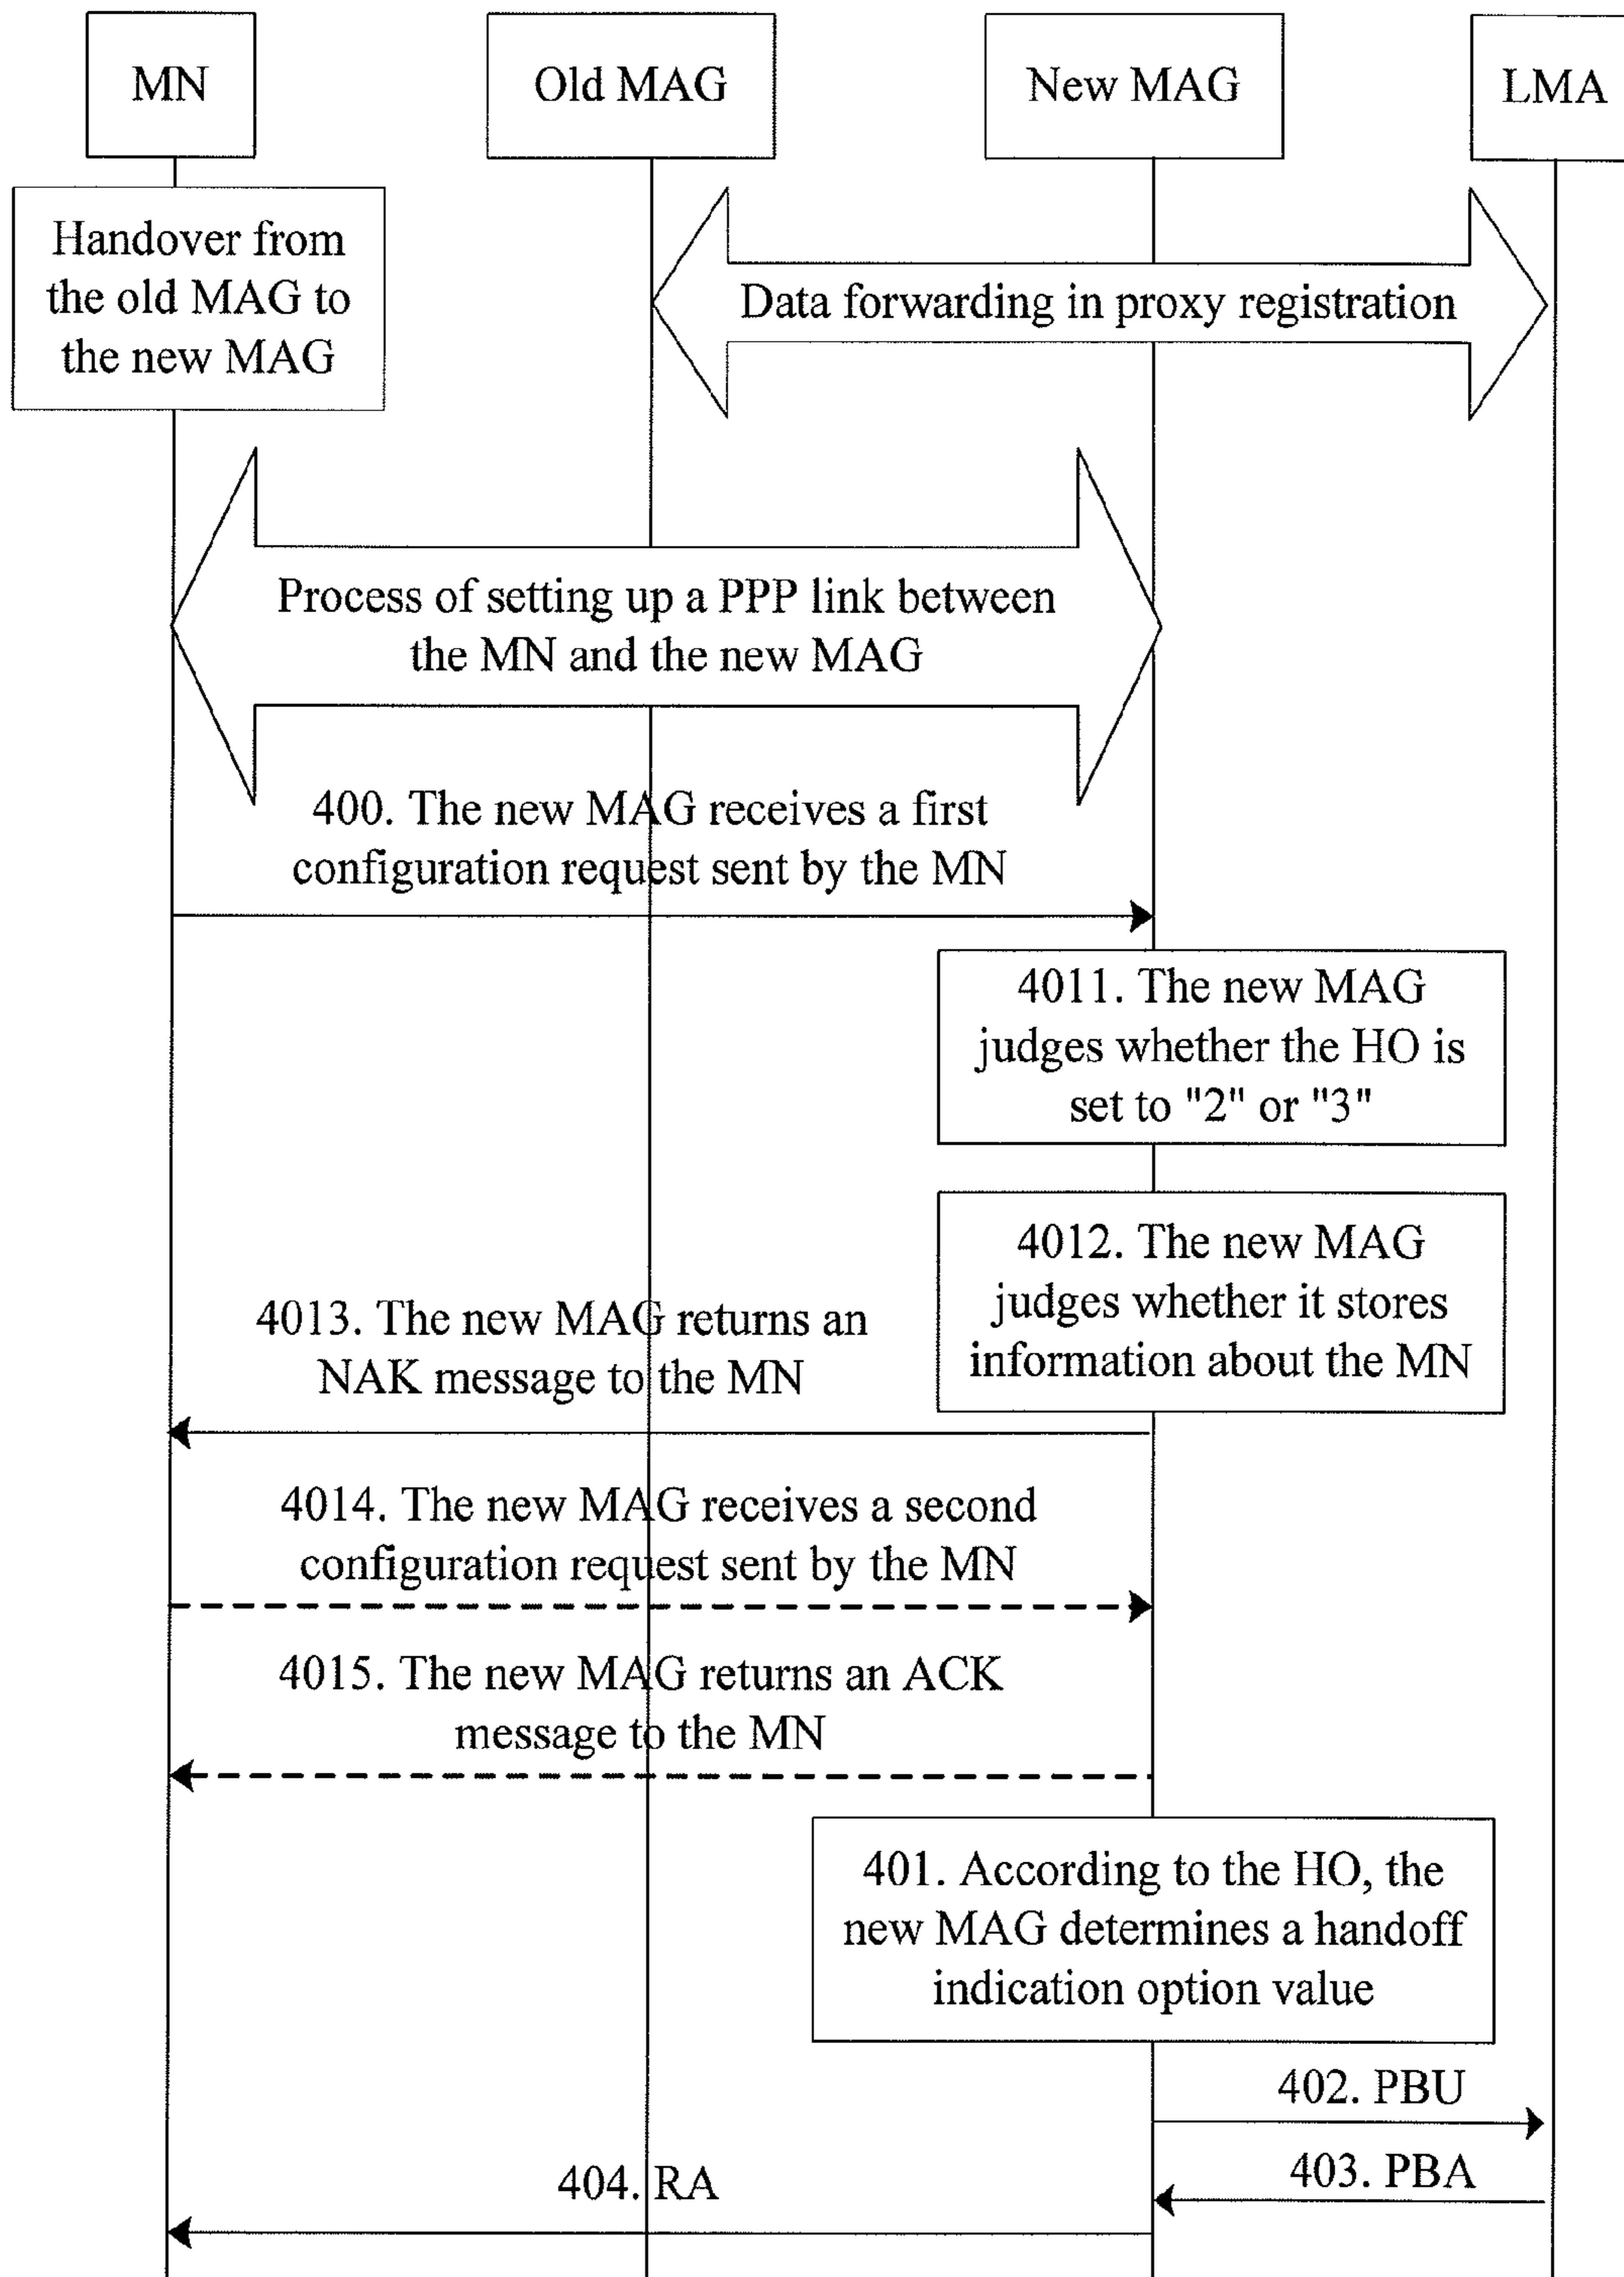 MN
Old MAG
New MAG
LMA
Handover from
the old MAG to
the new MAG
Data forwarding in proxy registration
Process of setting up a PPP link between
the MN and the new MAG
400. The new MAG receives a first
configuration request sent by the MN
4011. The new MAG
judges whether the HO is
set to "2" or "3"
4012. The new MAG
judges whether it stores
information about the MN
4013. The new MAG returns an
NAK message to the MN
4014. The new MAG receives a second
configuration request sent by the MN
4015. The new MAG returns an ACK
message to the MN
401. According to the HO, the
new MAG determines a handoff
indication option value
402. PBU
403. PBA
404. RA